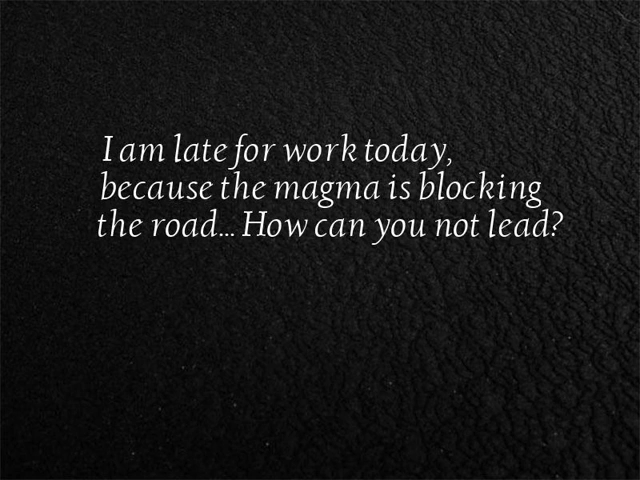 I am late for work today,
because the magma is blocking
the road... How can you not lead?